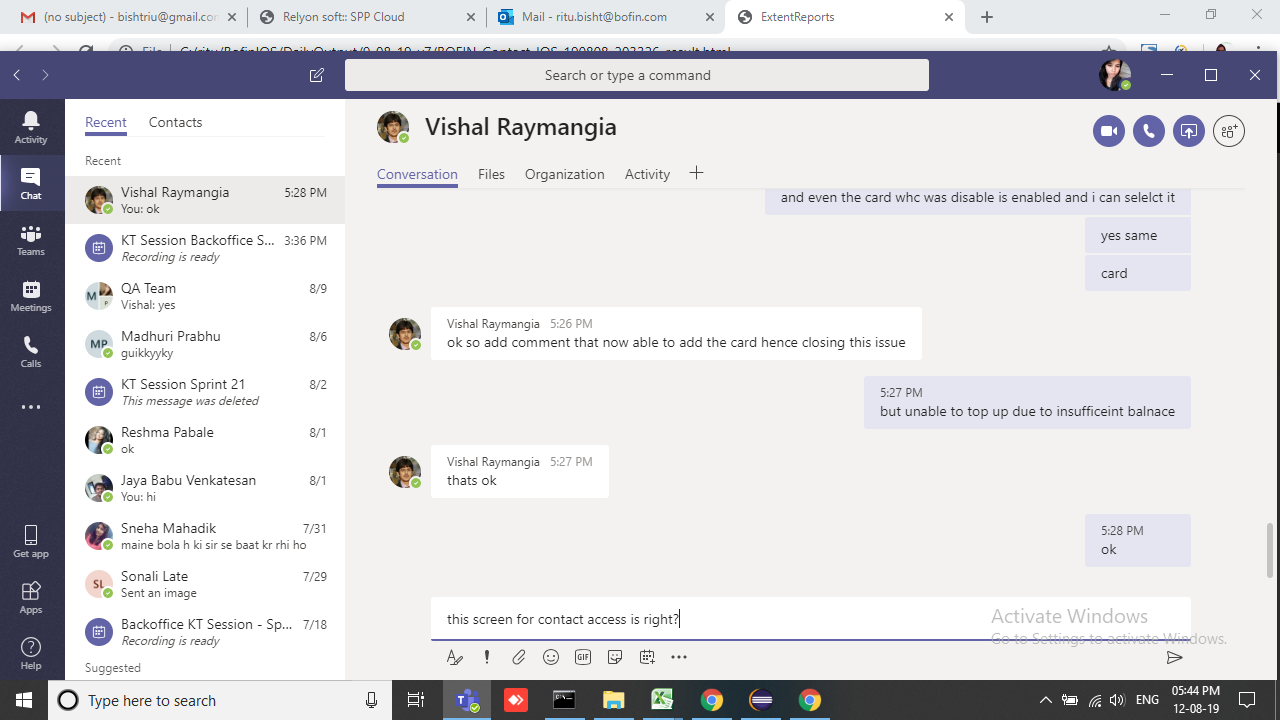 (no subject) - bishtriu@gmail.con
Relyon soft:: SPP Cloud
Mail - ritu.bisht@bofin.com
ExtentReports
Search or type a command
Activity
Chat
Teams
Meetings
Calls
Get app
Apps
Help
Recent Contacts
Recent
Vishal Raymangia 5:28 PM
You: ok
KT Session Backoffice S... 3:36 PM
Recording is ready
QA Team 8/9
Vishal: yes
MP Madhuri Prabhu 8/6
guikkyyky
KT Session Sprint 21 8/2
This message was deleted
Reshma Pabale 8/1
ok
Jaya Babu Venkatesan 8/1
You: hi
Sneha Mahadik 7/31
maine bola h ki sir se baat kr rhi ho
SL Sonali Late 7/29
Sent an image
Backoffice KT Session - Sp... 7/18
Recording is ready
Suggested
Vishal Raymangia
Conversation Files Organization Activity
and even the card whc was disable is enabled and i can selelct it
yes same
card
Vishal Raymangia 5:26 PM
ok so add comment that now able to add the card hence closing this issue
5:27 PM
but unable to top up due to insufficeint balnace
Vishal Raymangia 5:27 PM
thats ok
5:28 PM
ok
this screen for contact access is right?
Activate Windows
Go to Settings to activate Windows.
GIF
Type here to search
ENG
05:44 PM
12-08-19